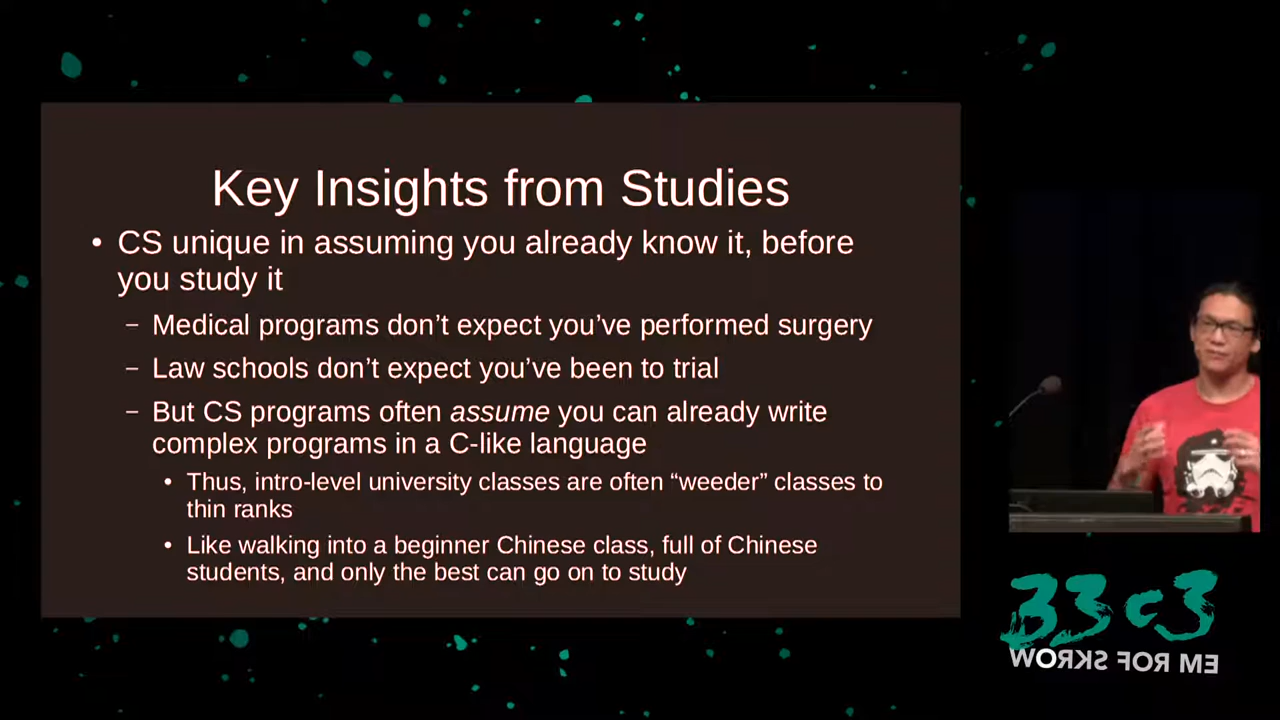 Key Insights from Studies
• CS unique in assuming you already know it, before
you study it
– Medical programs don’t expect you’ve performed surgery
– Law schools don’t expect you’ve been to trial
– But CS programs often assume you can already write
complex programs in a C-like language
• Thus, intro-level university classes are often “weeder” classes to
thin ranks
• Like walking into a beginner Chinese class, full of Chinese
students, and only the best can go on to study
33c3
WORKS FOR ME